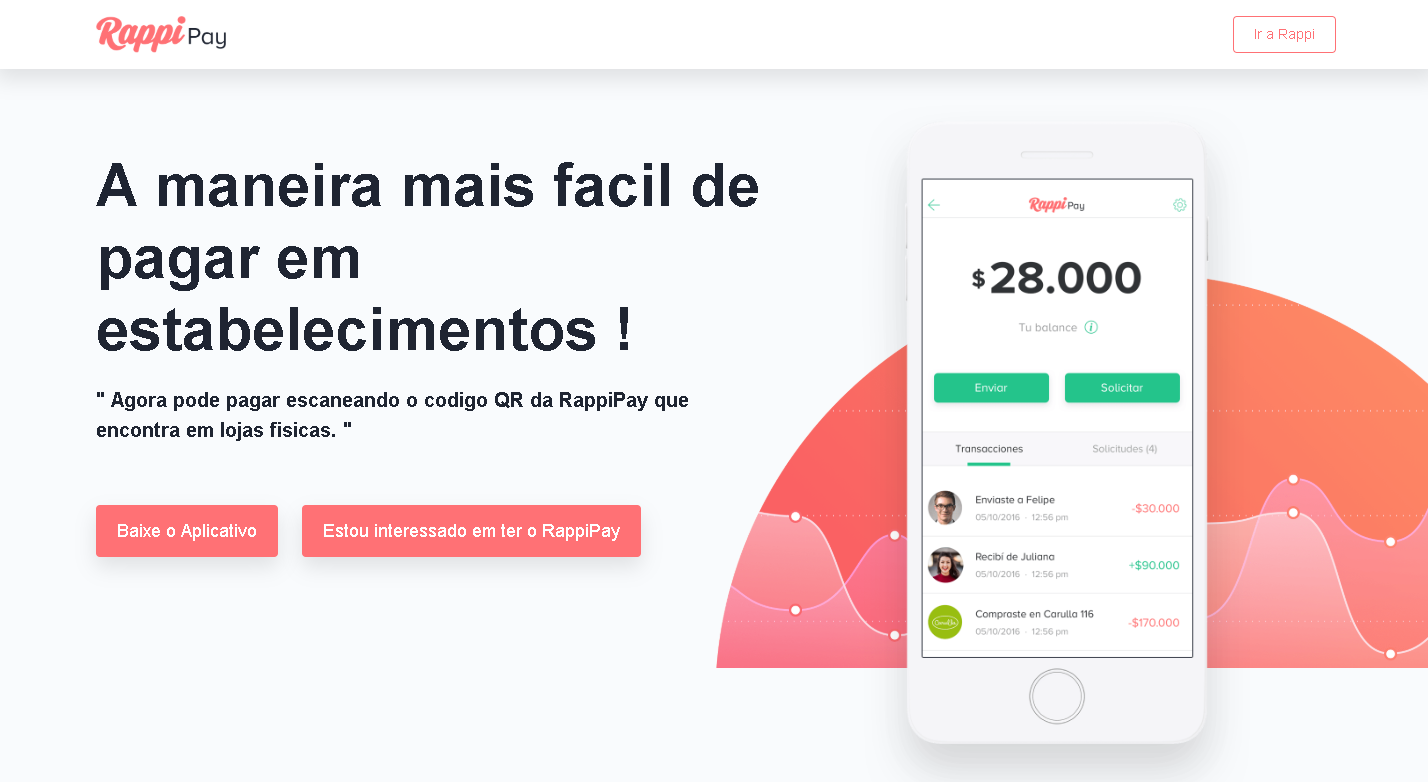 Rappi Pay
Ir a Rappi
A maneira mais facil de
pagar em
estabelecimentos !
" Agora pode pagar escaneando o codigo QR da RappiPay que
encontra em lojas fisicas. "
Baixe o Aplicativo
Estou interessado em ter o RappiPay
Rappi Pay
$28.000
Tu balance i
Enviar
Solicitar
Transacciones
Solicitudes (4)
Enviaste a Felipe
-$30.000
05/10/2016 · 12:56 pm
Recibí de Juliana
+$90.000
05/10/2016 · 12:56 pm
Carulla
Compraste en Carulla 116
-$170.000
05/10/2016 · 12:56 pm